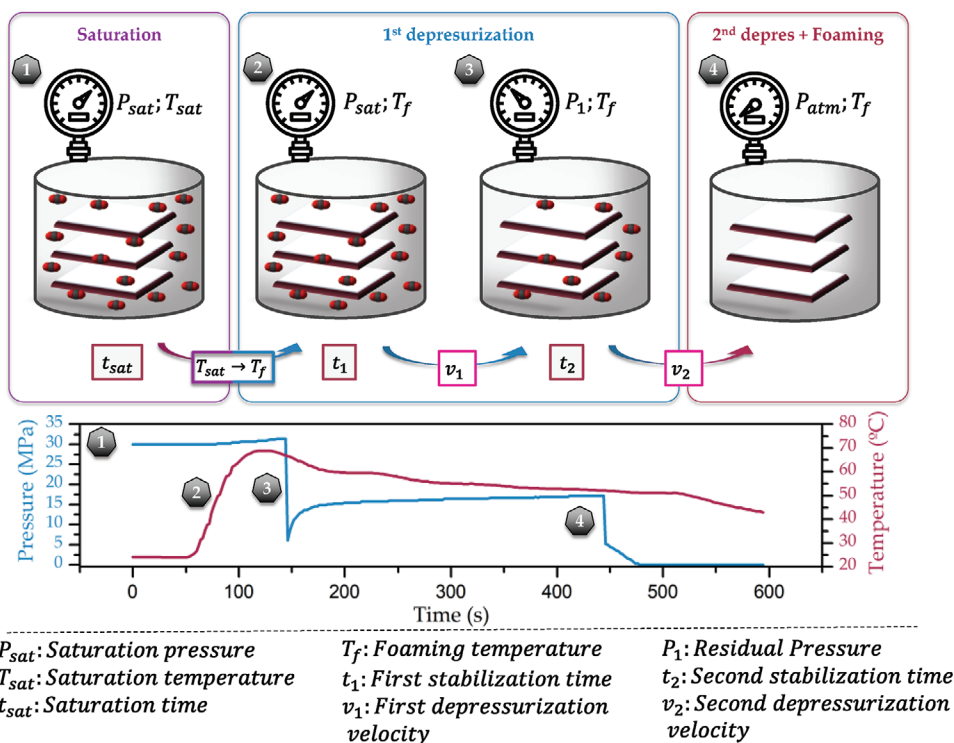 Saturation
1st depresurization
2nd depres + Foaming
1
2
3
4
P_sat; T_sat
P_sat; T_f
P_1; T_f
P_atm; T_f
t_sat
T_sat → T_f
t_1
v_1
t_2
v_2
35
30
25
20
15
10
5
0
Pressure (MPa)
1
2
3
4
80
70
60
50
40
30
20
Temperature (ºC)
0 100 200 300 400 500 600
Time (s)
P_sat: Saturation pressure
T_sat: Saturation temperature
t_sat: Saturation time
T_f: Foaming temperature
t_1: First stabilization time
v_1: First depressurization
velocity
P_1: Residual Pressure
t_2: Second stabilization time
v_2: Second depressurization
velocity